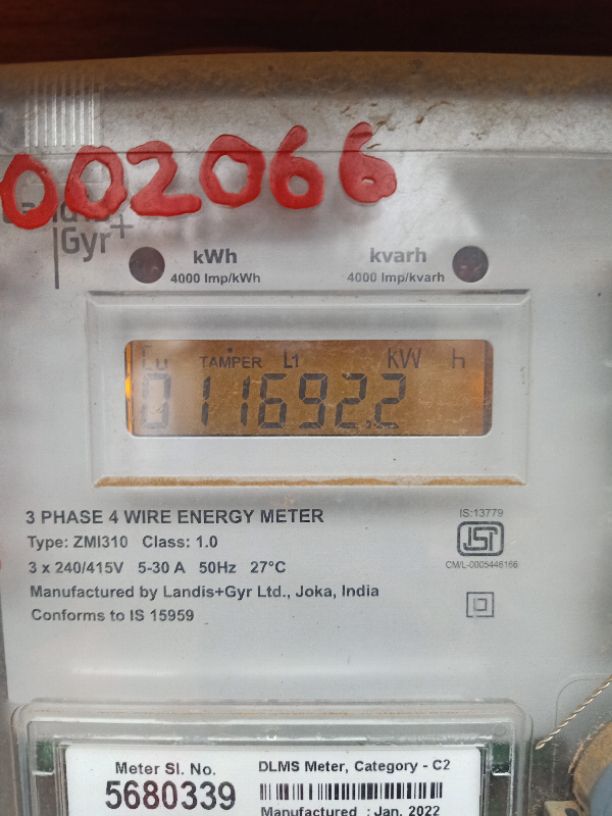 002066
Landis
Gyr+
kWh
4000 Imp/kWh
kvarh
4000 Imp/kvarh
TAMPER L1 kW h
0116922
3 PHASE 4 WIRE ENERGY METER
Type: ZMI310 Class: 1.0
3 x 240/415V 5-30 A 50Hz 27°C
Manufactured by Landis+Gyr Ltd., Joka, India
Conforms to IS 15959
IS:13779
ISI
CM/L-0005446166
Meter Sl. No.
5680339
DLMS Meter, Category - C2
Manufactured : Jan. 2022